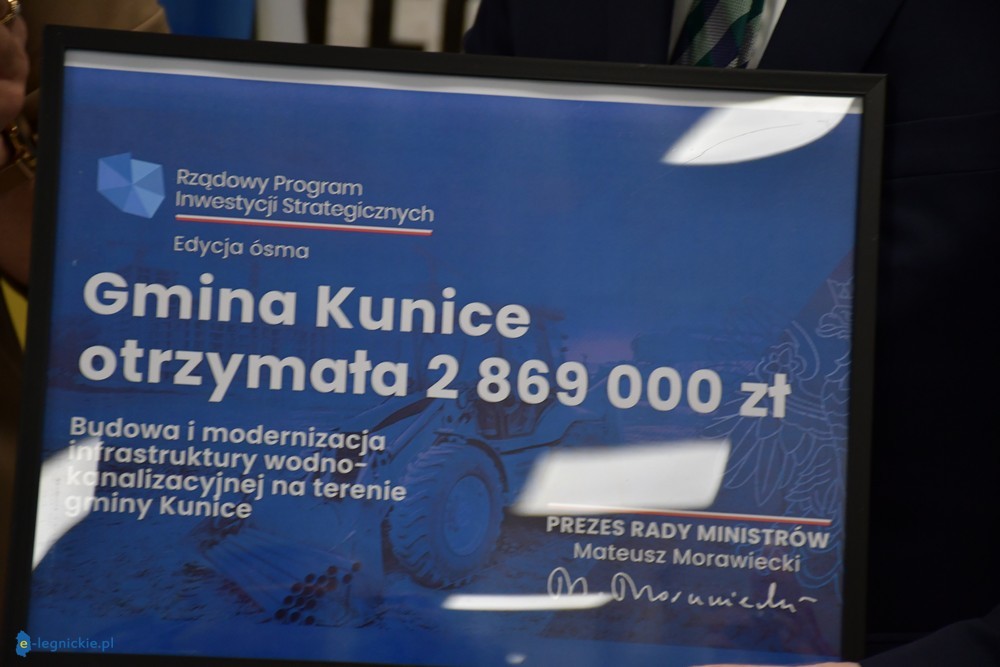 Rządowy Program
Inwestycji Strategicznych
Edycja ósma
Gmina Kunice
otrzymała 2 869 000 zł
Budowa i modernizacja
infrastruktury wodno-
kanalizacyjnej na terenie
gminy Kunice
PREZES RADY MINISTRÓW
Mateusz Morawiecki
M. Morawiecki
e-legnickie.pl